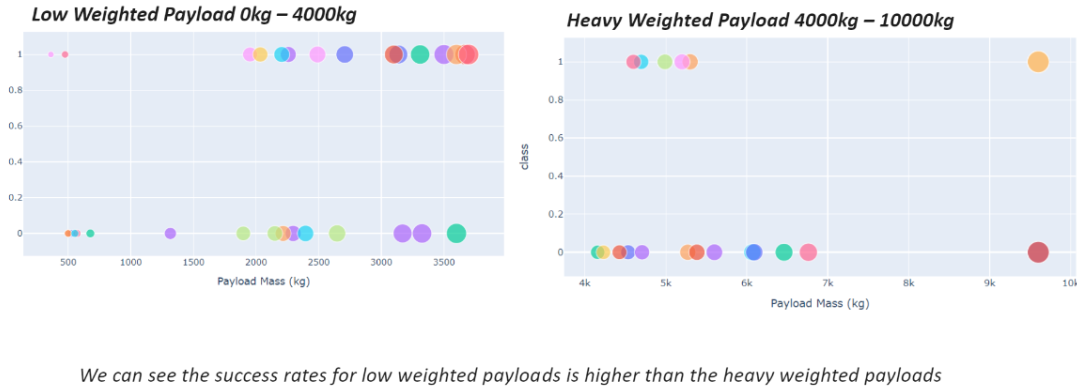 Low Weighted Payload 0kg – 4000kg
Heavy Weighted Payload 4000kg – 10000kg
1
0.8
0.6
0.4
0.2
0
500
1000
1500
2000
2500
3000
3500
Payload Mass (kg)
class
1
0.8
0.6
0.4
0.2
0
4k
5k
6k
7k
8k
9k
10k
Payload Mass (kg)
We can see the success rates for low weighted payloads is higher than the heavy weighted payloads